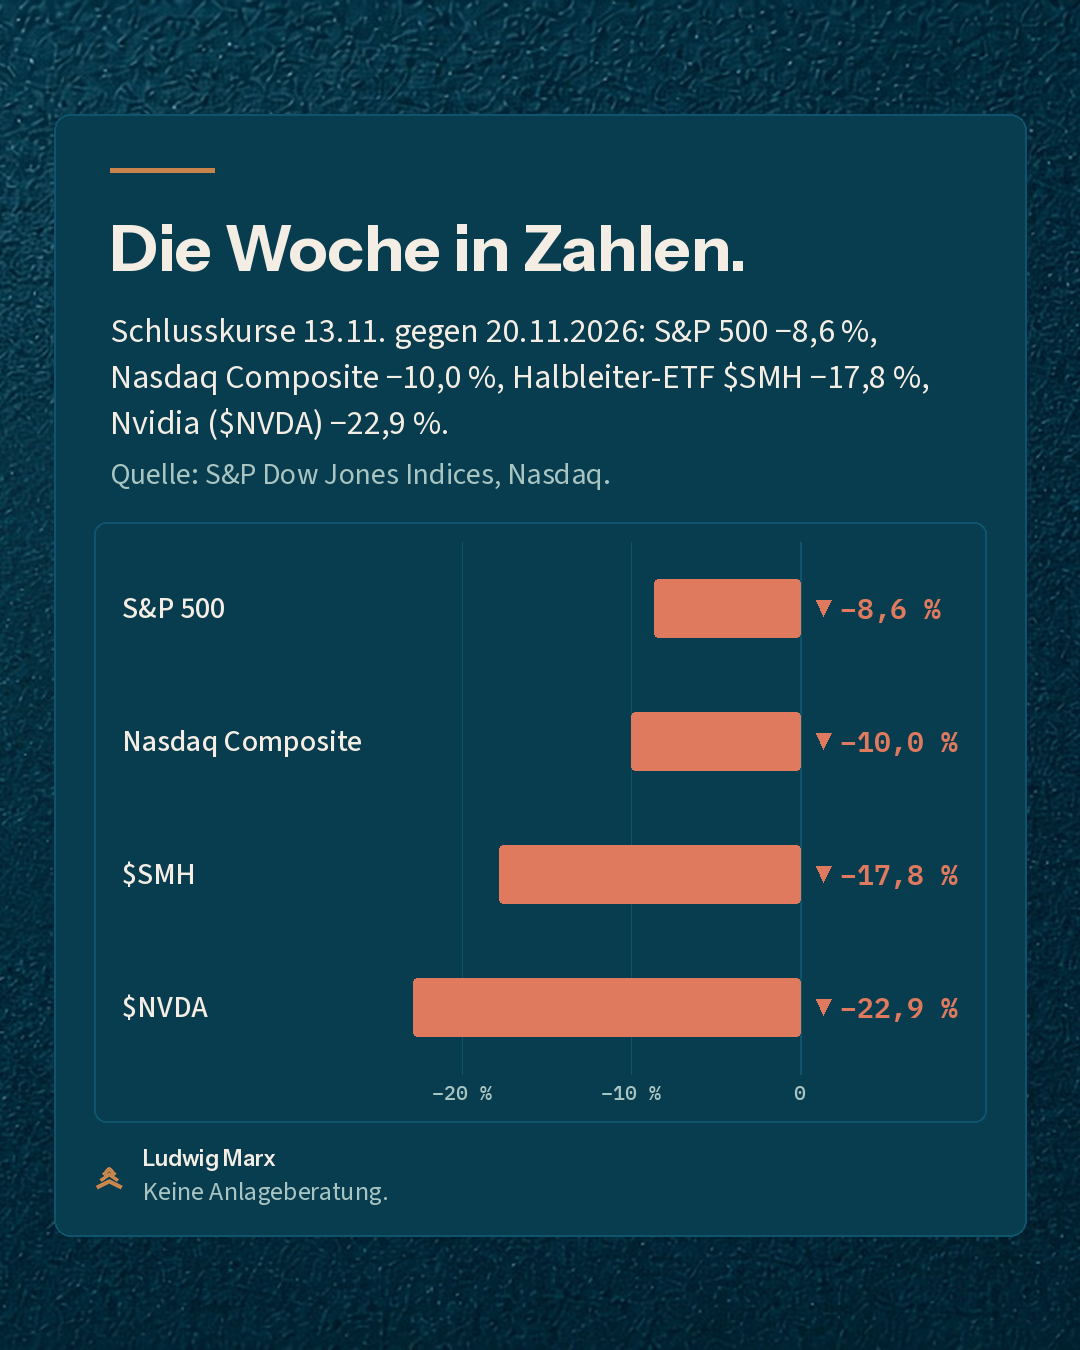 Die Woche in Zahlen.
Schlusskurse 13.11. gegen 20.11.2026: S&P 500 −8,6 %,
Nasdaq Composite −10,0 %, Halbleiter-ETF $SMH −17,8 %,
Nvidia ($NVDA) −22,9 %.
Quelle: S&P Dow Jones Indices, Nasdaq.
S&P 500 ▼ −8,6 %
Nasdaq Composite ▼ −10,0 %
$SMH ▼ −17,8 %
$NVDA ▼ −22,9 %
−20 % −10 % 0
Ludwig Marx
Keine Anlageberatung.